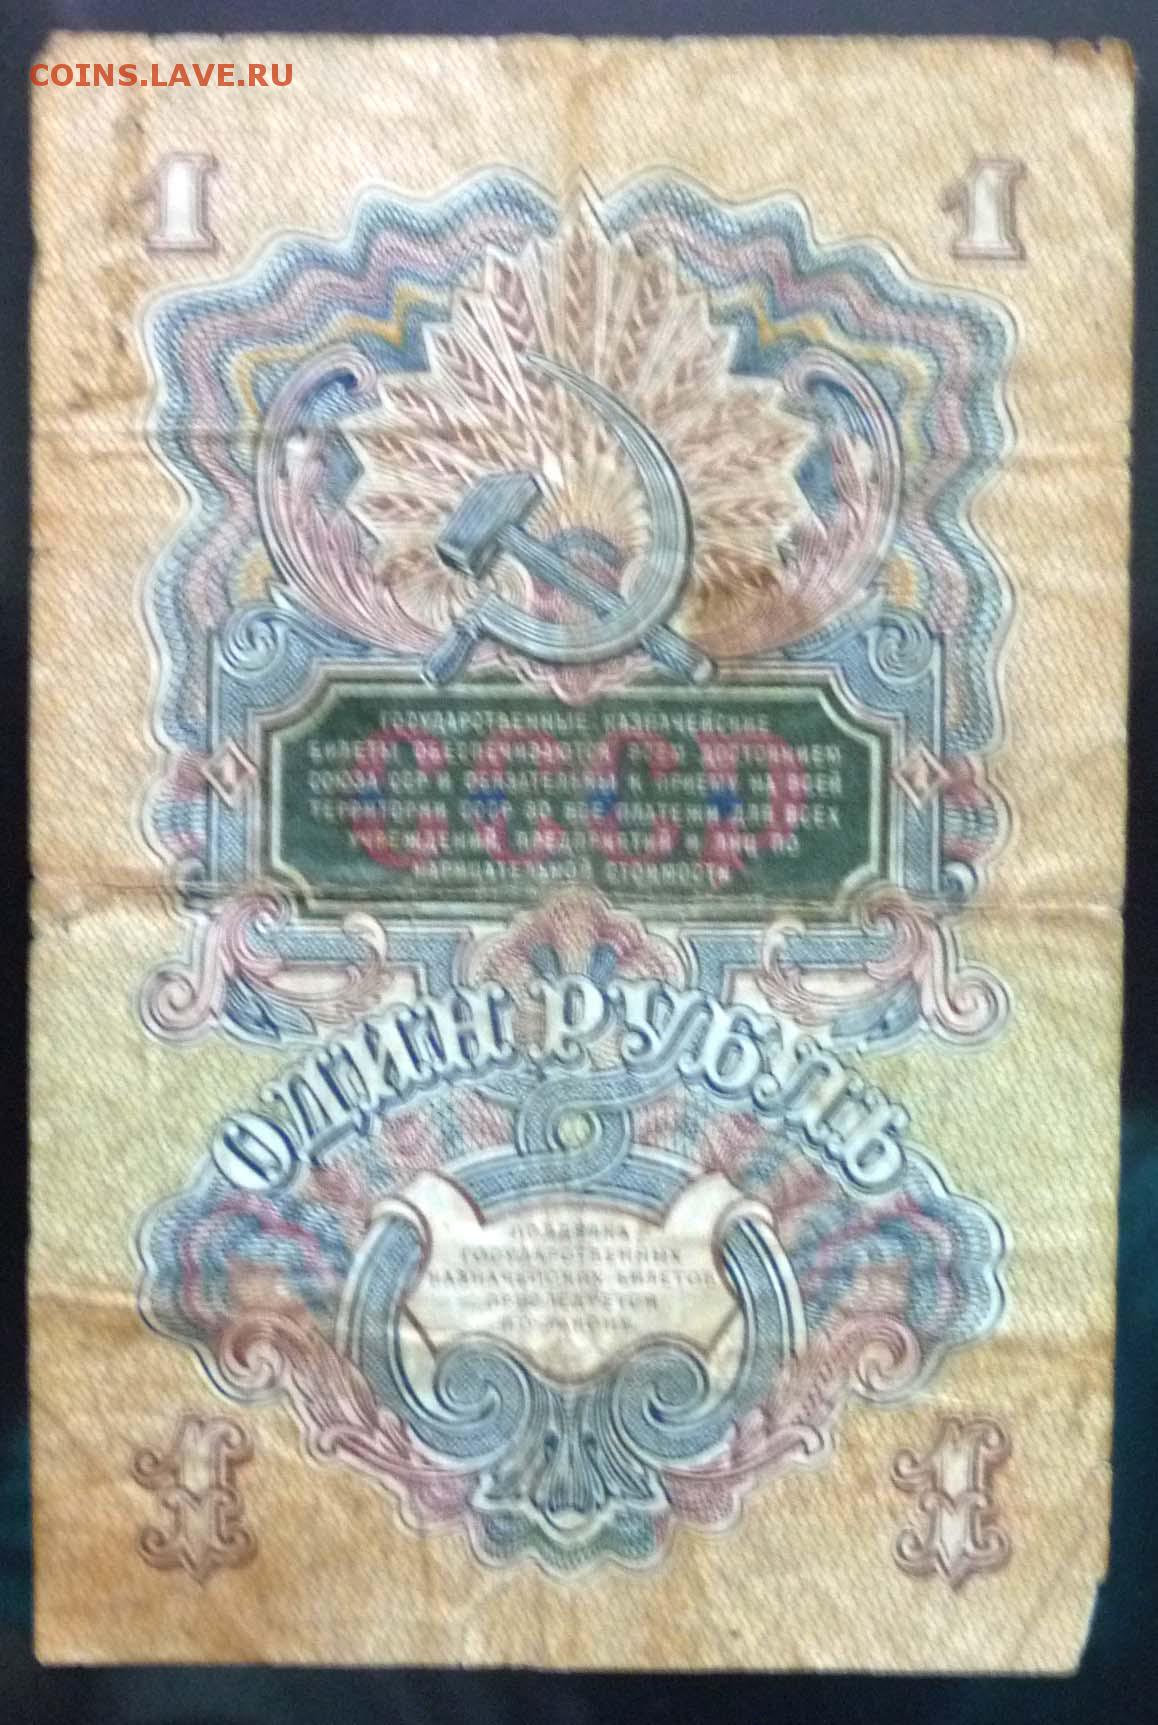 COINS.LAVE.RU
1 1
ГОСУДАРСТВЕННЫЕ КАЗНАЧЕЙСКИЕ
БИЛЕТЫ ОБЕСПЕЧИВАЮТСЯ ВСЕМ ДОСТОЯНИЕМ
СОЮЗА ССР И ОБЯЗАТЕЛЬНЫ К ПРИЕМУ НА ВСЕЙ
ТЕРРИТОРИИ СССР ВО ВСЕ ПЛАТЕЖИ ДЛЯ ВСЕХ
УЧРЕЖДЕНИЙ, ПРЕДПРИЯТИЙ И ЛИЦ ПО
НАРИЦАТЕЛЬНОЙ СТОИМОСТИ
СССР
ОДИН РУБЛЬ
ПОДДЕЛКА
ГОСУДАРСТВЕННЫХ
КАЗНАЧЕЙСКИХ БИЛЕТОВ
ПРЕСЛЕДУЕТСЯ
ПО ЗАКОНУ
1 1